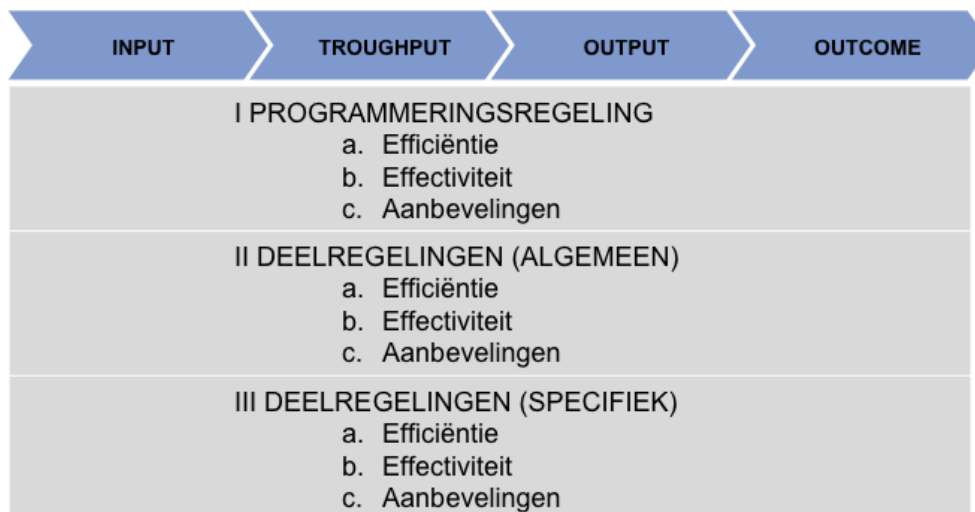 INPUT TROUGHPUT OUTPUT OUTCOME
I PROGRAMMERINGSREGELING
a. Efficiëntie
b. Effectiviteit
c. Aanbevelingen
II DEELREGELINGEN (ALGEMEEN)
a. Efficiëntie
b. Effectiviteit
c. Aanbevelingen
III DEELREGELINGEN (SPECIFIEK)
a. Efficiëntie
b. Effectiviteit
c. Aanbevelingen